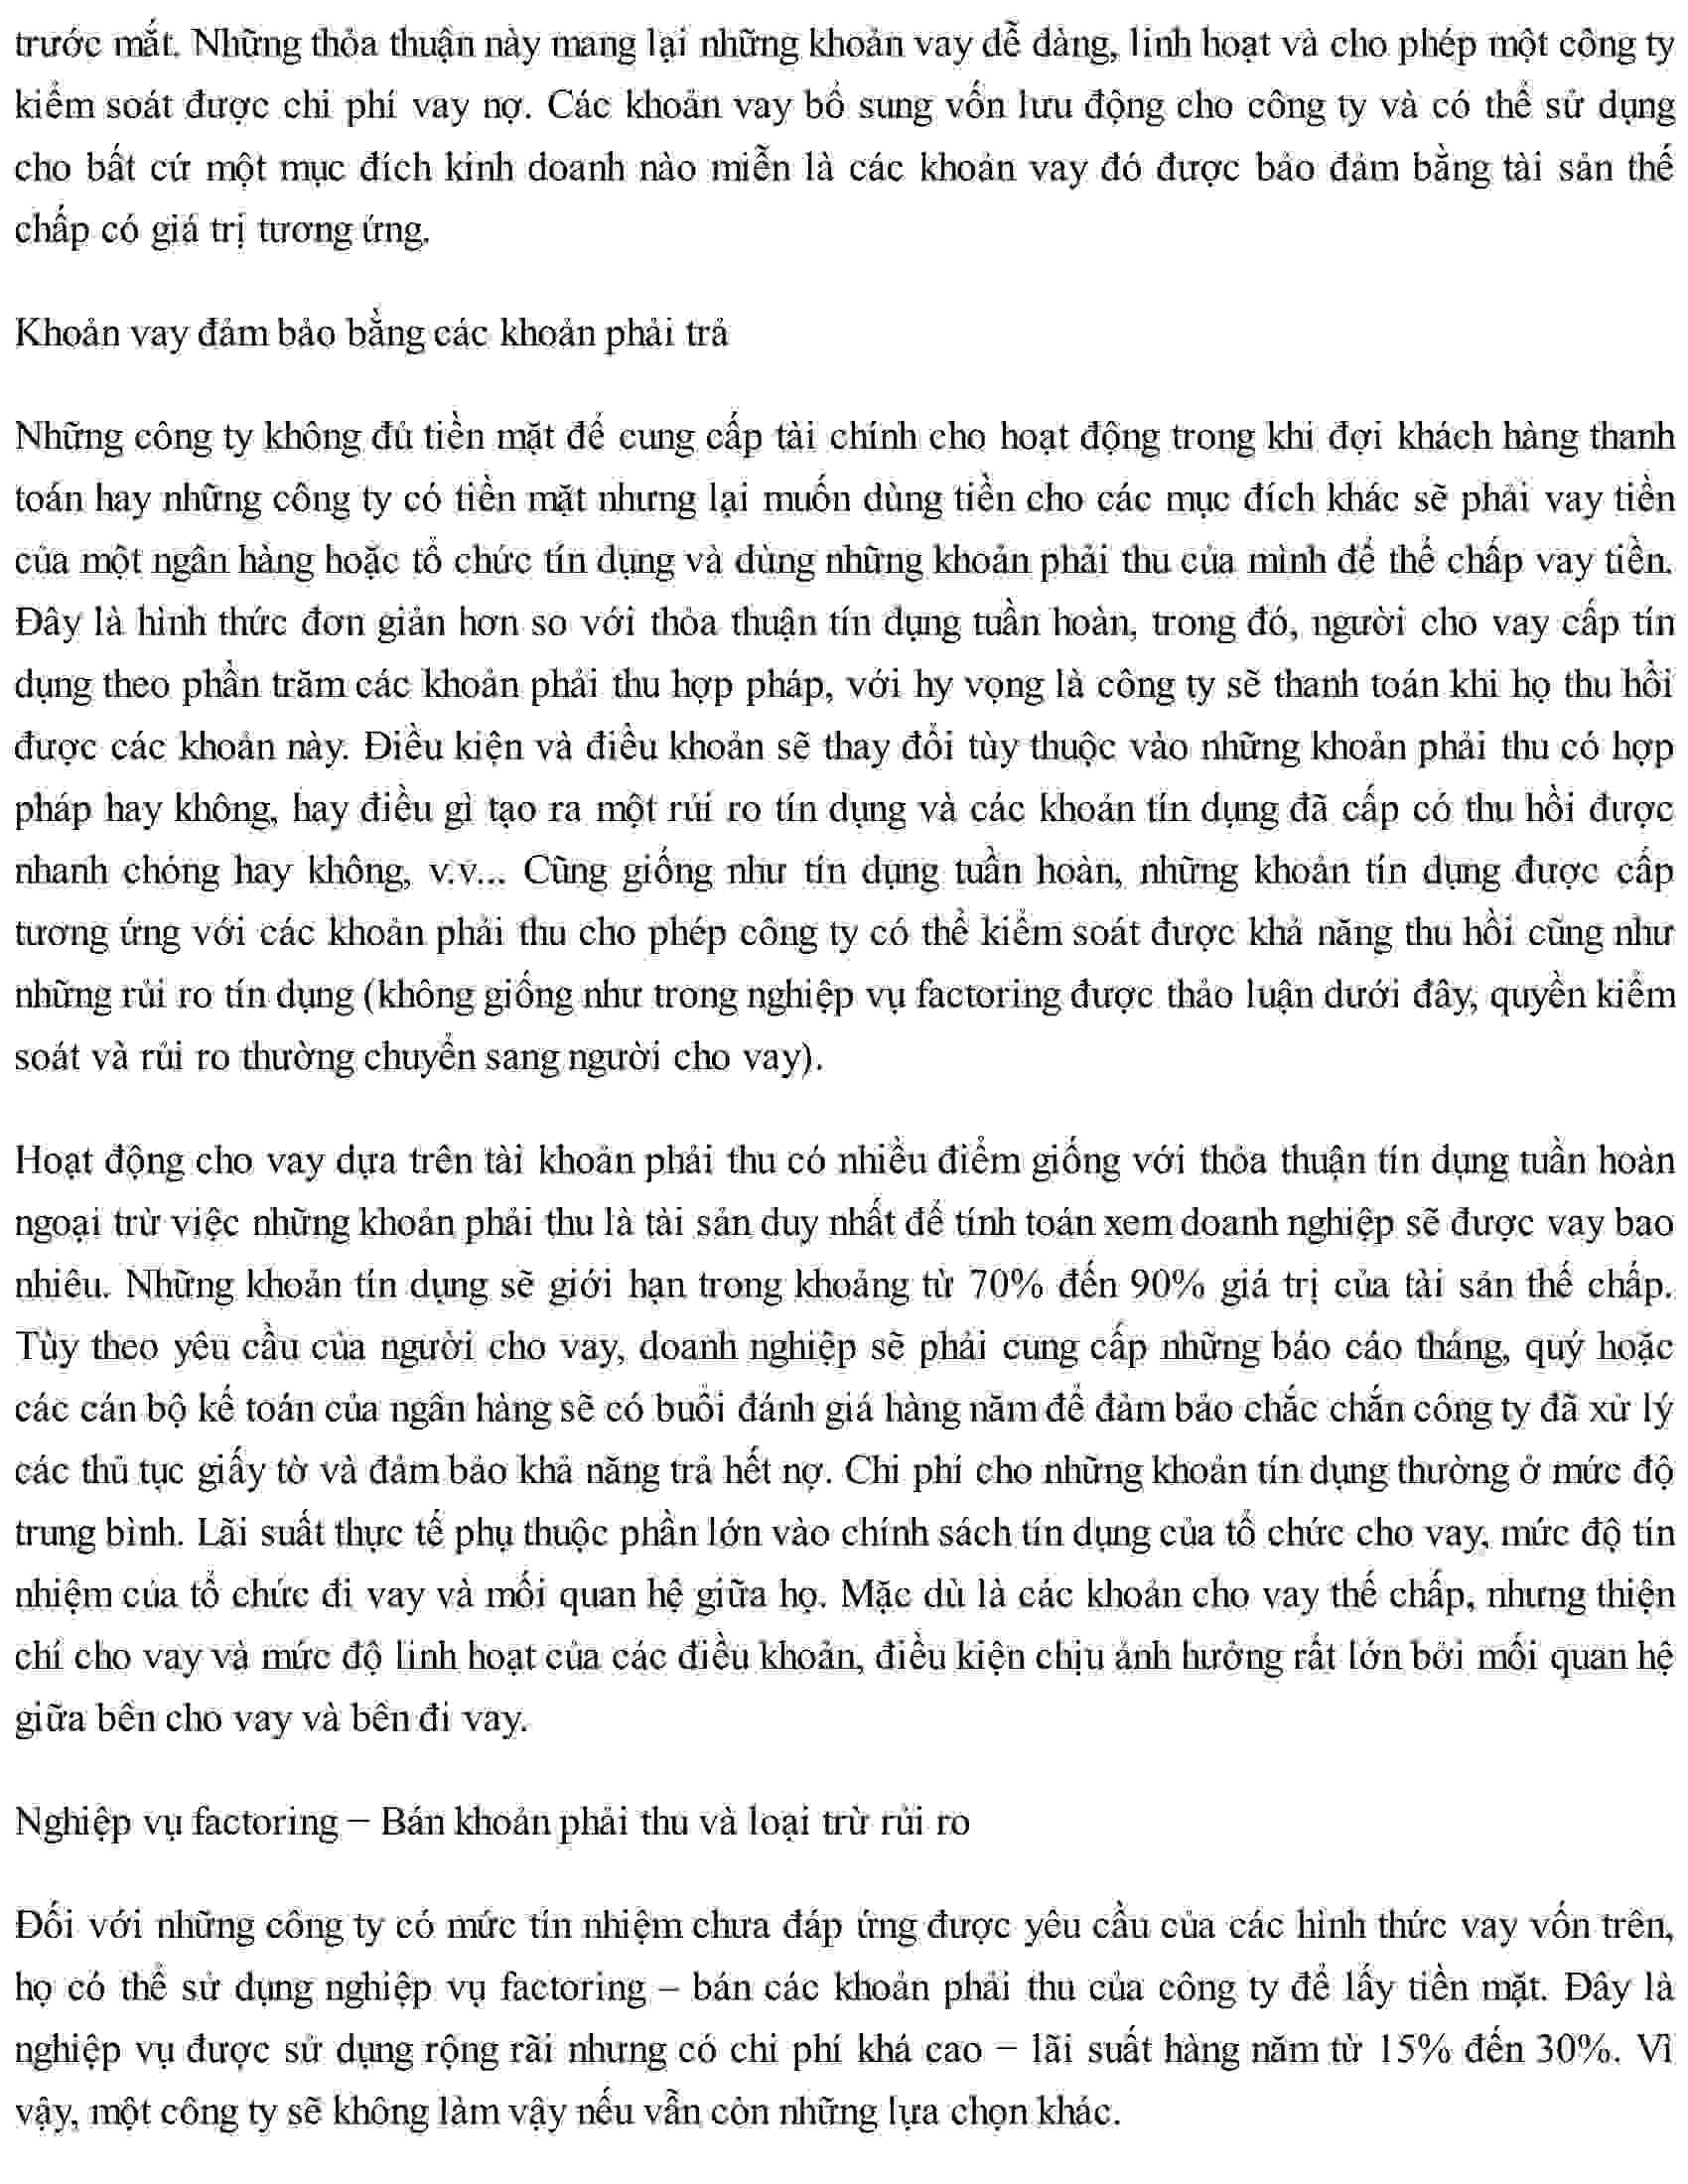 trước mắt. Những thỏa thuận này mang lại những khoản vay dễ dàng, linh hoạt và cho phép một công ty
kiểm soát được chi phí vay nợ. Các khoản vay bổ sung vốn lưu động cho công ty và có thể sử dụng
cho bất cứ một mục đích kinh doanh nào miễn là các khoản vay đó được bảo đảm bằng tài sản thế
chấp có giá trị tương ứng.
Khoản vay đảm bảo bằng các khoản phải trả
Những công ty không đủ tiền mặt để cung cấp tài chính cho hoạt động trong khi đợi khách hàng thanh
toán hay những công ty có tiền mặt nhưng lại muốn dùng tiền cho các mục đích khác sẽ phải vay tiền
của một ngân hàng hoặc tổ chức tín dụng và dùng những khoản phải thu của mình để thế chấp vay tiền.
Đây là hình thức đơn giản hơn so với thỏa thuận tín dụng tuần hoàn, trong đó, người cho vay cấp tín
dụng theo phần trăm các khoản phải thu hợp pháp, với hy vọng là công ty sẽ thanh toán khi họ thu hồi
được các khoản này. Điều kiện và điều khoản sẽ thay đổi tùy thuộc vào những khoản phải thu có hợp
pháp hay không, hay điều gì tạo ra một rủi ro tín dụng và các khoản tín dụng đã cấp có thu hồi được
nhanh chóng hay không, v.v... Cũng giống như tín dụng tuần hoàn, những khoản tín dụng được cấp
tương ứng với các khoản phải thu cho phép công ty có thể kiểm soát được khả năng thu hồi cũng như
những rủi ro tín dụng (không giống như trong nghiệp vụ factoring được thảo luận dưới đây, quyền kiểm
soát và rủi ro thường chuyển sang người cho vay).
Hoạt động cho vay dựa trên tài khoản phải thu có nhiều điểm giống với thỏa thuận tín dụng tuần hoàn
ngoại trừ việc những khoản phải thu là tài sản duy nhất để tính toán xem doanh nghiệp sẽ được vay bao
nhiêu. Những khoản tín dụng sẽ giới hạn trong khoảng từ 70% đến 90% giá trị của tài sản thế chấp.
Tùy theo yêu cầu của người cho vay, doanh nghiệp sẽ phải cung cấp những báo cáo tháng, quý hoặc
các cán bộ kế toán của ngân hàng sẽ có buổi đánh giá hàng năm để đảm bảo chắc chắn công ty đã xử lý
các thủ tục giấy tờ và đảm bảo khả năng trả hết nợ. Chi phí cho những khoản tín dụng thường ở mức độ
trung bình. Lãi suất thực tế phụ thuộc phần lớn vào chính sách tín dụng của tổ chức cho vay, mức độ tín
nhiệm của tổ chức đi vay và mối quan hệ giữa họ. Mặc dù là các khoản cho vay thế chấp, nhưng thiện
chí cho vay và mức độ linh hoạt của các điều khoản, điều kiện chịu ảnh hưởng rất lớn bởi mối quan hệ
giữa bên cho vay và bên đi vay.
Nghiệp vụ factoring – Bán khoản phải thu và loại trừ rủi ro
Đối với những công ty có mức tín nhiệm chưa đáp ứng được yêu cầu của các hình thức vay vốn trên,
họ có thể sử dụng nghiệp vụ factoring – bán các khoản phải thu của công ty để lấy tiền mặt. Đây là
nghiệp vụ được sử dụng rộng rãi nhưng có chi phí khá cao – lãi suất hàng năm từ 15% đến 30%. Vì
vậy, một công ty sẽ không làm vậy nếu vẫn còn những lựa chọn khác.